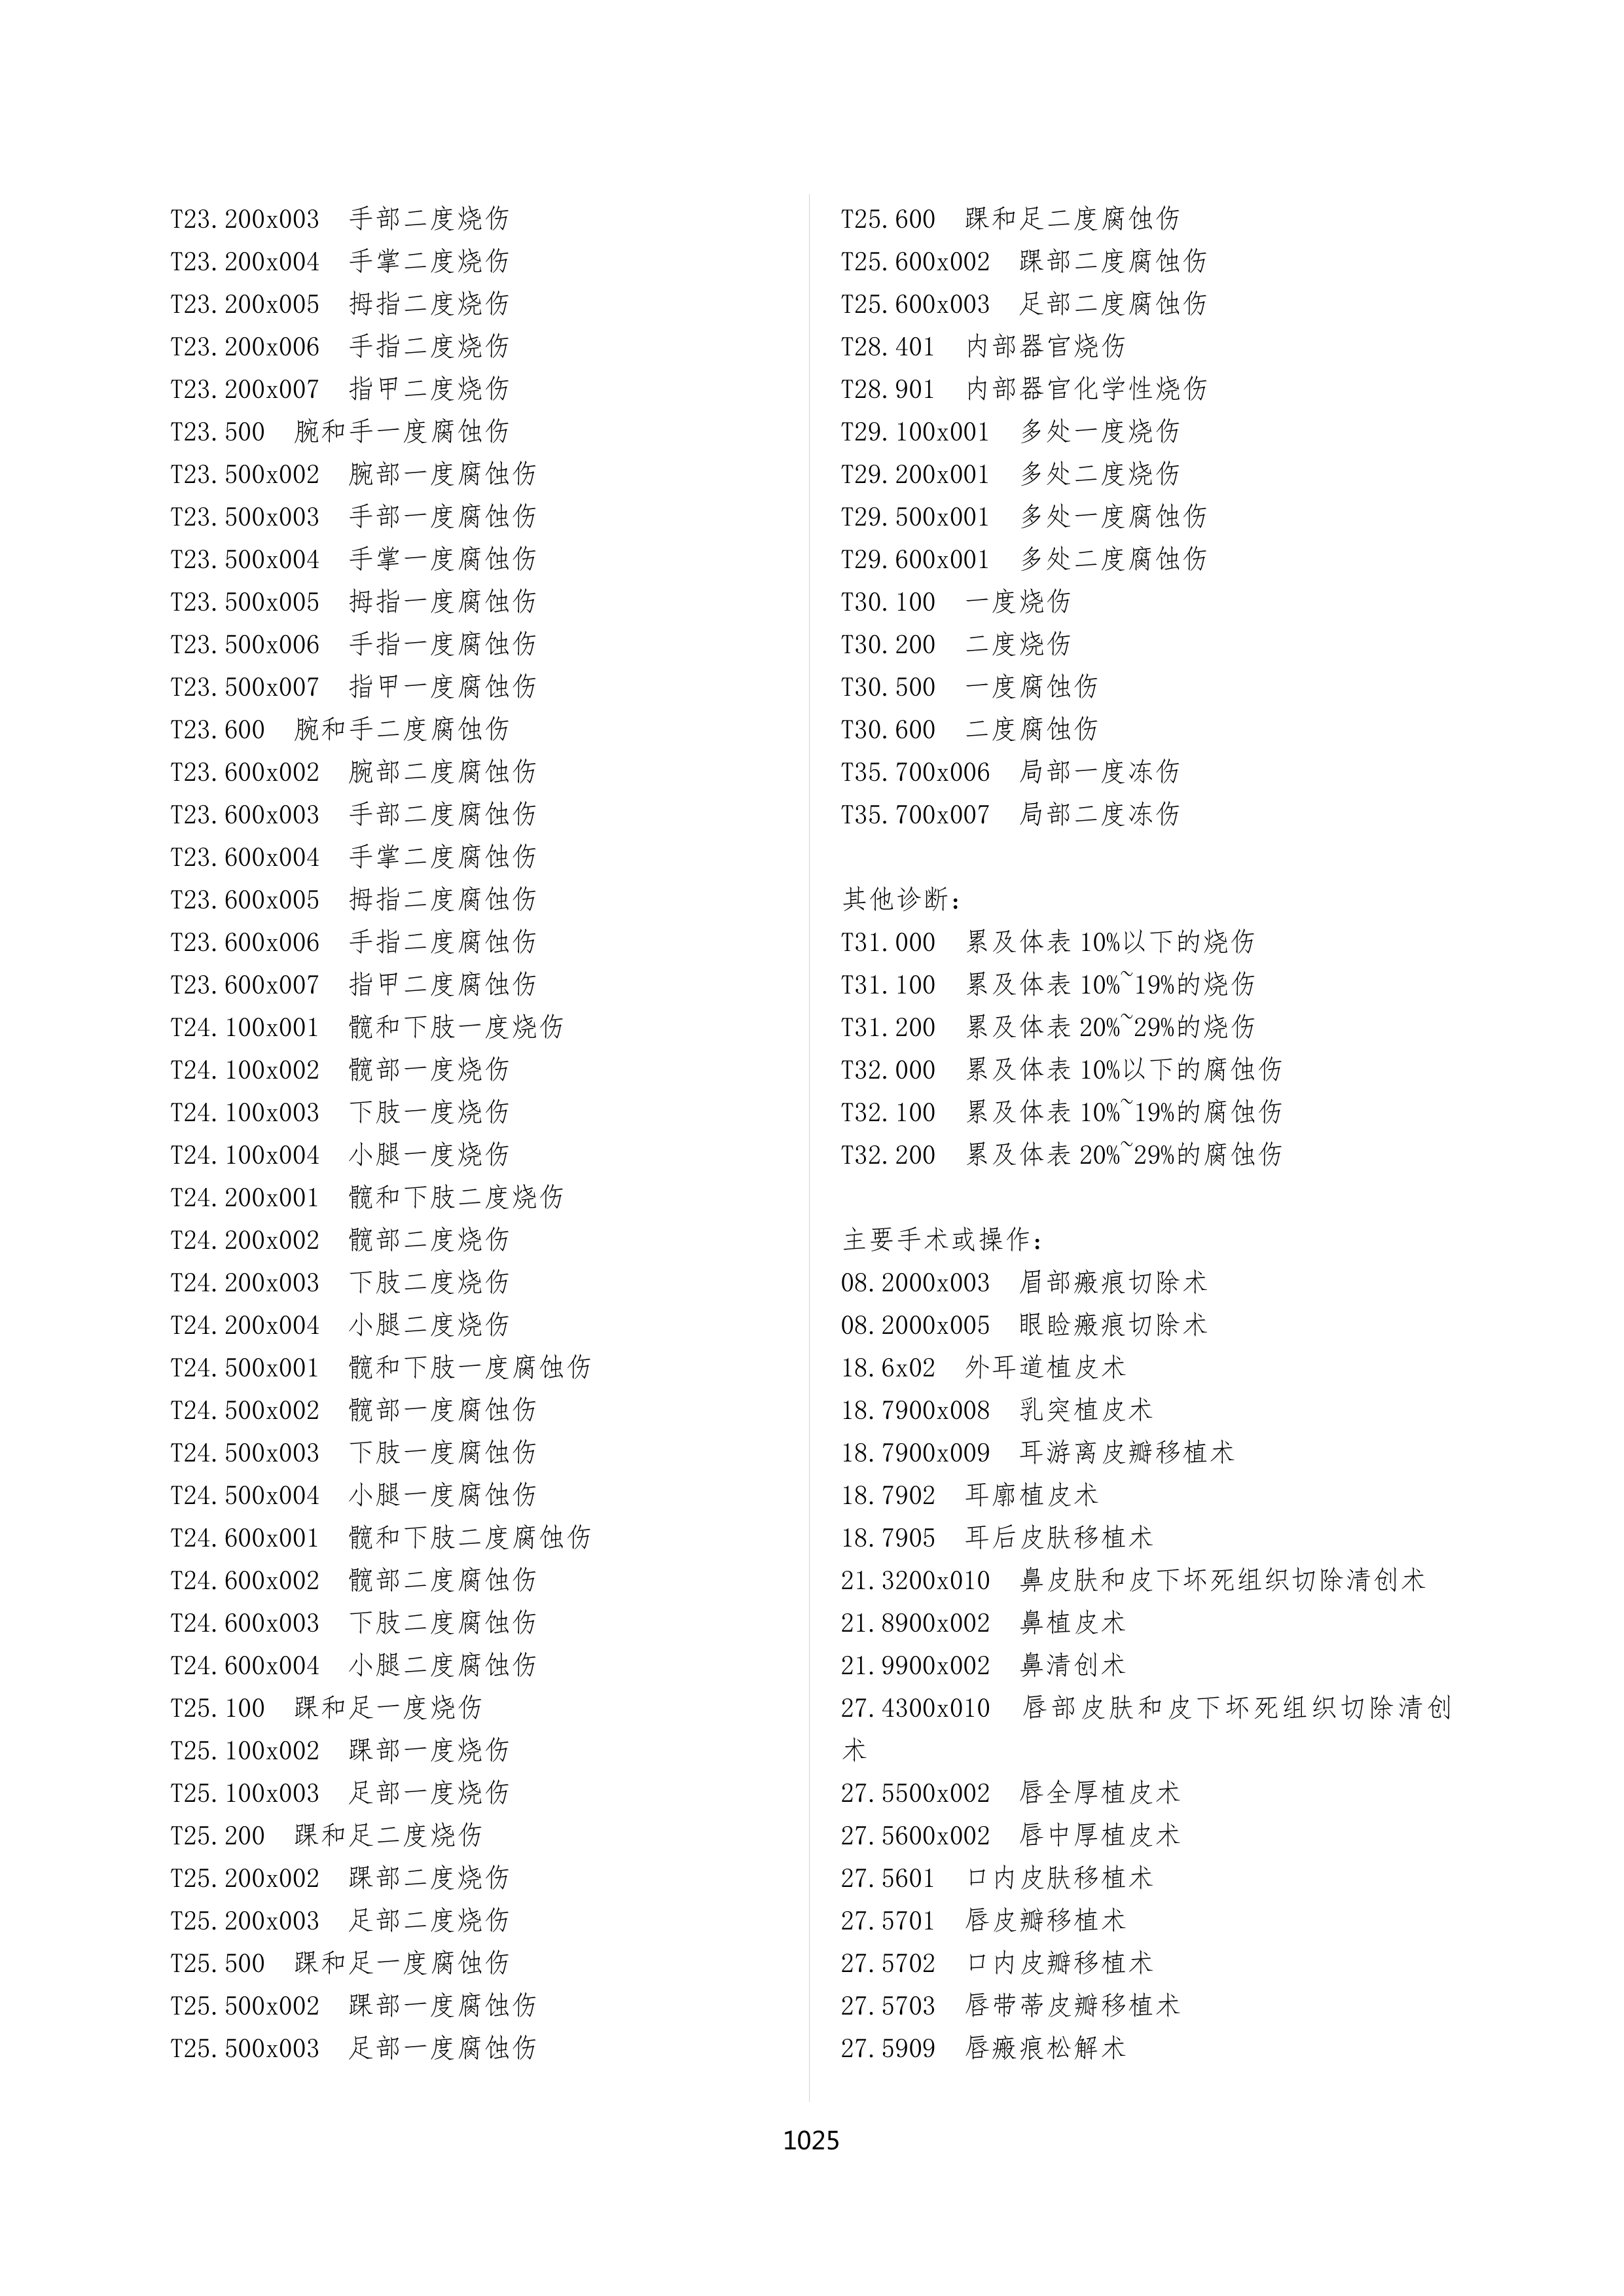 T23.200x003 手部二度烧伤
T23.200x004 手掌二度烧伤
T23.200x005 拇指二度烧伤
T23.200x006 手指二度烧伤
T23.200x007 指甲二度烧伤
T23.500 腕和手一度腐蚀伤
T23.500x002 腕部一度腐蚀伤
T23.500x003 手部一度腐蚀伤
T23.500x004 手掌一度腐蚀伤
T23.500x005 拇指一度腐蚀伤
T23.500x006 手指一度腐蚀伤
T23.500x007 指甲一度腐蚀伤
T23.600 腕和手二度腐蚀伤
T23.600x002 腕部二度腐蚀伤
T23.600x003 手部二度腐蚀伤
T23.600x004 手掌二度腐蚀伤
T23.600x005 拇指二度腐蚀伤
T23.600x006 手指二度腐蚀伤
T23.600x007 指甲二度腐蚀伤
T24.100x001 髋和下肢一度烧伤
T24.100x002 髋部一度烧伤
T24.100x003 下肢一度烧伤
T24.100x004 小腿一度烧伤
T24.200x001 髋和下肢二度烧伤
T24.200x002 髋部二度烧伤
T24.200x003 下肢二度烧伤
T24.200x004 小腿二度烧伤
T24.500x001 髋和下肢一度腐蚀伤
T24.500x002 髋部一度腐蚀伤
T24.500x003 下肢一度腐蚀伤
T24.500x004 小腿一度腐蚀伤
T24.600x001 髋和下肢二度腐蚀伤
T24.600x002 髋部二度腐蚀伤
T24.600x003 下肢二度腐蚀伤
T24.600x004 小腿二度腐蚀伤
T25.100 踝和足一度烧伤
T25.100x002 踝部一度烧伤
T25.100x003 足部一度烧伤
T25.200 踝和足二度烧伤
T25.200x002 踝部二度烧伤
T25.200x003 足部二度烧伤
T25.500 踝和足一度腐蚀伤
T25.500x002 踝部一度腐蚀伤
T25.500x003 足部一度腐蚀伤
T25.600 踝和足二度腐蚀伤
T25.600x002 踝部二度腐蚀伤
T25.600x003 足部二度腐蚀伤
T28.401 内部器官烧伤
T28.901 内部器官化学性烧伤
T29.100x001 多处一度烧伤
T29.200x001 多处二度烧伤
T29.500x001 多处一度腐蚀伤
T29.600x001 多处二度腐蚀伤
T30.100 一度烧伤
T30.200 二度烧伤
T30.500 一度腐蚀伤
T30.600 二度腐蚀伤
T35.700x006 局部一度冻伤
T35.700x007 局部二度冻伤
其他诊断：
T31.000 累及体表10%以下的烧伤
T31.100 累及体表10%~19%的烧伤
T31.200 累及体表20%~29%的烧伤
T32.000 累及体表10%以下的腐蚀伤
T32.100 累及体表10%~19%的腐蚀伤
T32.200 累及体表20%~29%的腐蚀伤
主要手术或操作：
08.2000x003 眉部瘢痕切除术
08.2000x005 眼睑瘢痕切除术
18.6x02 外耳道植皮术
18.7900x008 乳突植皮术
18.7900x009 耳游离皮瓣移植术
18.7902 耳廓植皮术
18.7905 耳后皮肤移植术
21.3200x010 鼻皮肤和皮下坏死组织切除清创术
21.8900x002 鼻植皮术
21.9900x002 鼻清创术
27.4300x010 唇部皮肤和皮下坏死组织切除清创
术
27.5500x002 唇全厚植皮术
27.5600x002 唇中厚植皮术
27.5601 口内皮肤移植术
27.5701 唇皮瓣移植术
27.5702 口内皮瓣移植术
27.5703 唇带蒂皮瓣移植术
27.5909 唇瘢痕松解术
1025